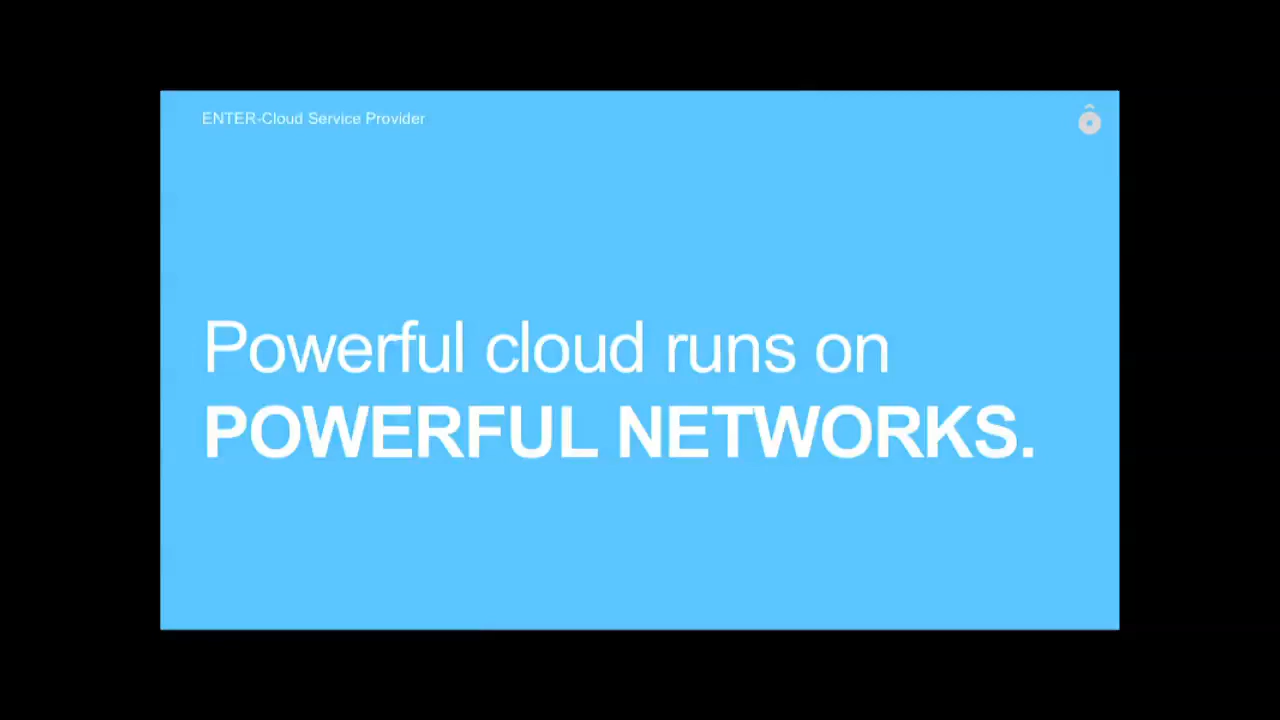 ENTER-Cloud Service Provider
Powerful cloud runs on
POWERFUL NETWORKS.